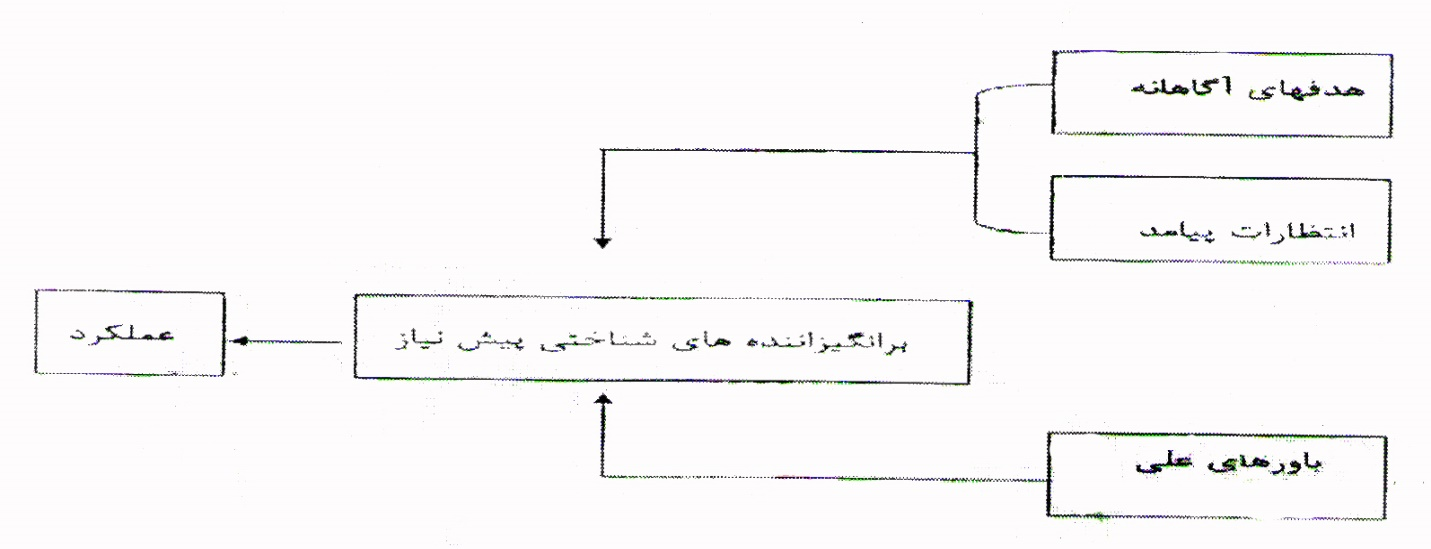 هدفهای آگاهانه
انتظارات پیامد
برانگیزاننده های شناختی پیش نیاز
عملکرد
باورهای علی